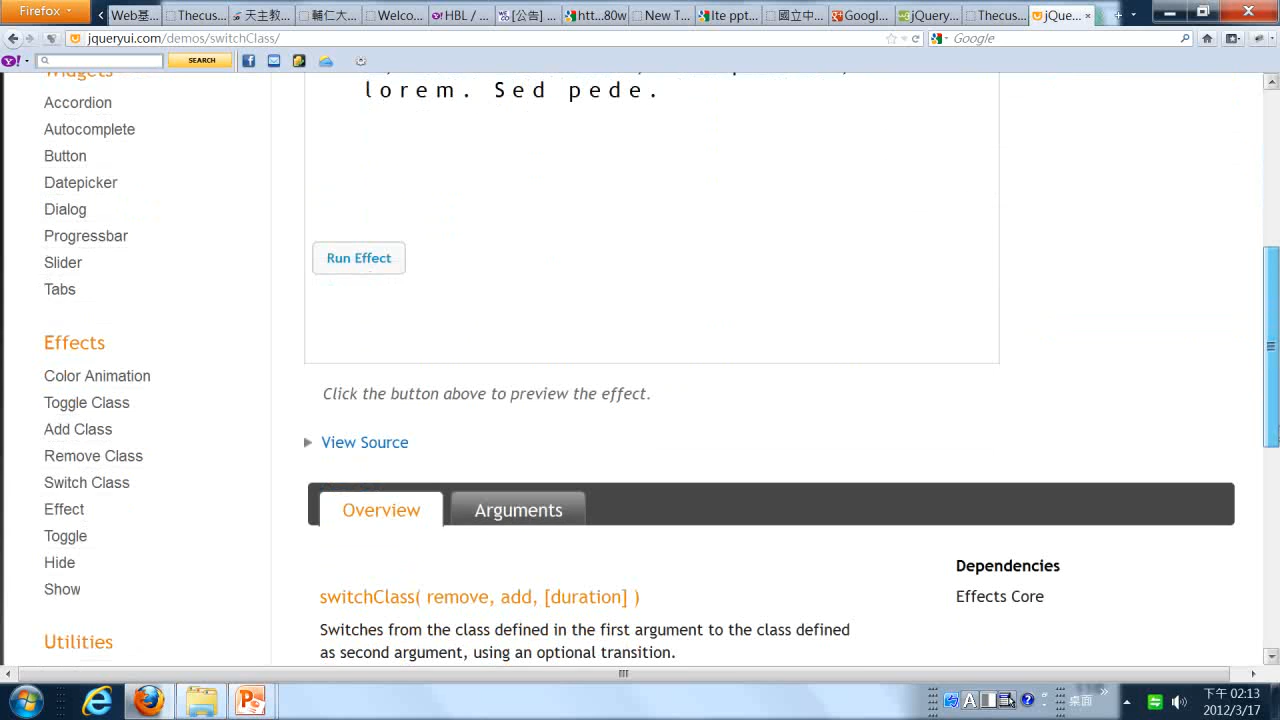 Firefox
Web基...
Thecus...
天主教...
輔仁大...
Welco...
HBL -...
[公告]...
htt...80w
New T...
lte ppt...
國立中...
Googl...
jQuery...
Thecus...
jQue...
jqueryui.com/demos/switchClass/
Google
SEARCH
Widgets
lorem. Sed pede.
Accordion
Autocomplete
Button
Datepicker
Dialog
Progressbar
Slider
Tabs
Run Effect
Effects
Color Animation
Toggle Class
Add Class
Remove Class
Switch Class
Effect
Toggle
Hide
Show
Utilities
Click the button above to preview the effect.
View Source
Overview
Arguments
Dependencies
Effects Core
switchClass( remove, add, [duration] )
Switches from the class defined in the first argument to the class defined
as second argument, using an optional transition.
桌面
下午 02:13
2012/3/17